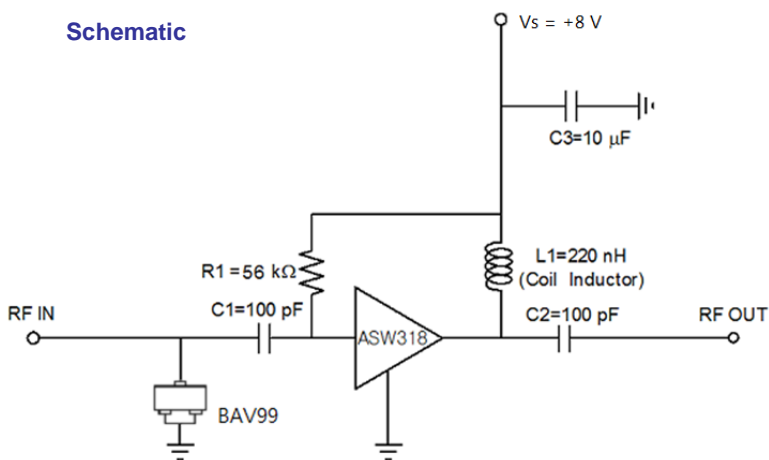 Schematic
Vs = +8 V
C3=10 μF
R1=56 kΩ
L1=220 nH
(Coil Inductor)
RF IN
C1=100 pF
C2=100 pF
RF OUT
ASW318
BAV99